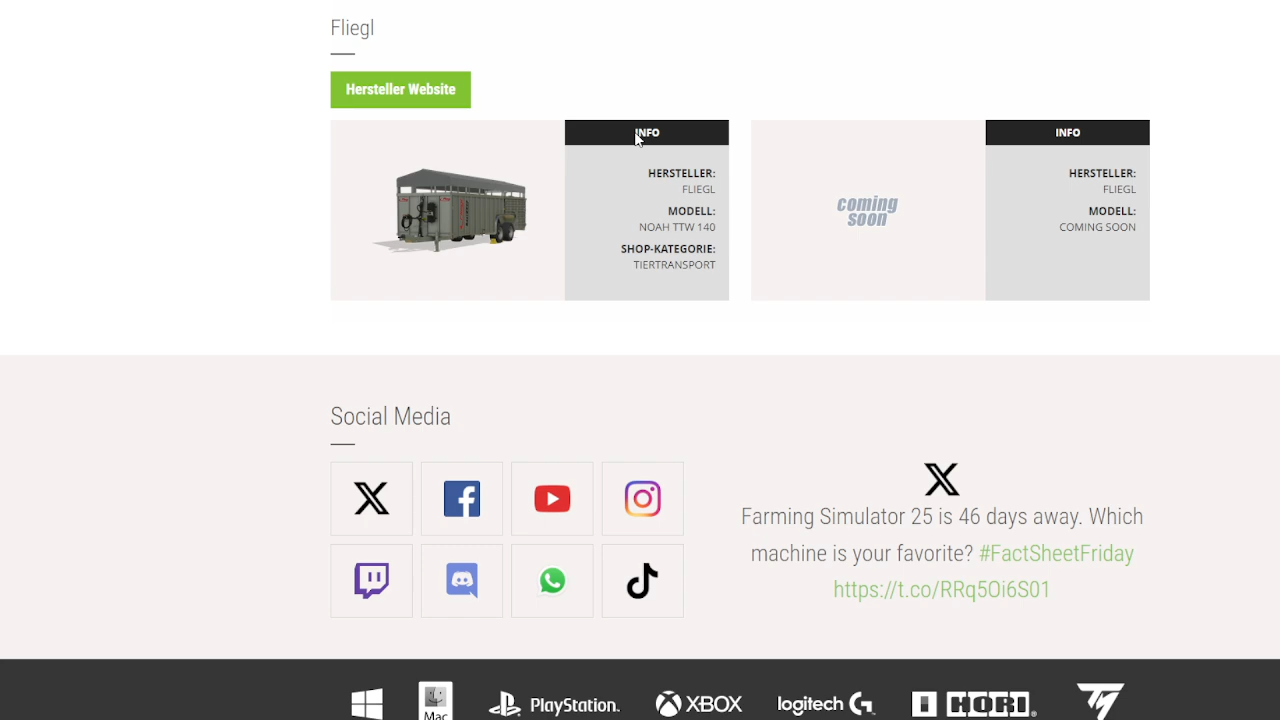 Fliegl
Hersteller Website
INFO
HERSTELLER:
FLIEGL
MODELL:
NOAH TTW 140
SHOP-KATEGORIE:
TIERTRANSPORT
coming
soon
INFO
HERSTELLER:
FLIEGL
MODELL:
COMING SOON
Social Media
Farming Simulator 25 is 46 days away. Which
machine is your favorite? #FactSheetFriday
https://t.co/RRq5Oi6S01
Mac
PlayStation.
XBOX
logitech G
HORI